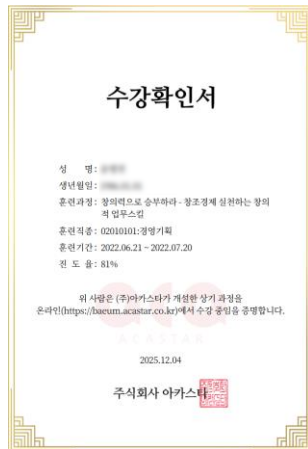 수강확인서
성 명:
생년월일:
훈련과정: 창의력으로 승부하라 - 창조경제 실천하는 창의
적 업무스킬
훈련직종: 02010101:경영기획
훈련기간: 2022.06.21 ~ 2022.07.20
진 도 율: 81%
위 사람은 (주)아카스타가 개설한 상기 과정을
온라인(https://baeum.acastar.co.kr)에서 수강 중임을 증명합니다.
aca
ACASTAR
2025.12.04
주식회사 아카스타